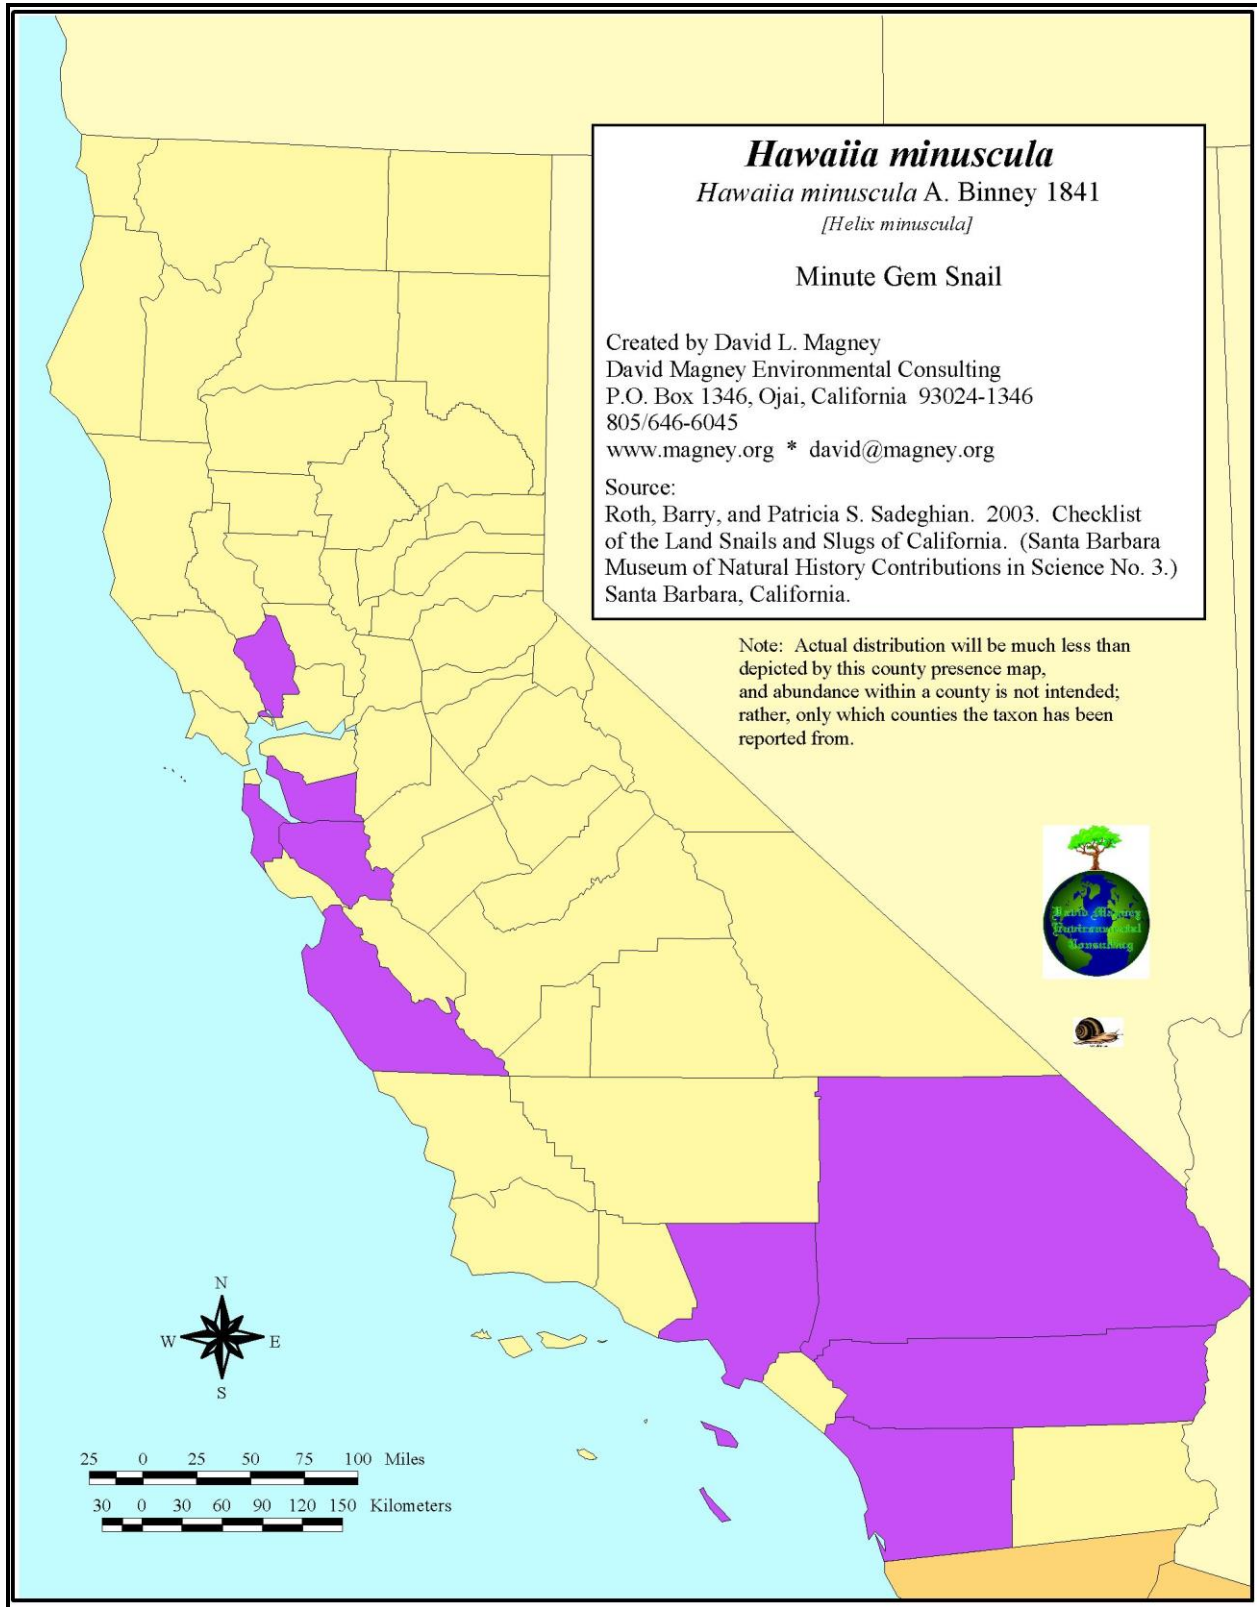 Hawaiia minuscula
Hawaiia minuscula A. Binney 1841
[Helix minuscula]
Minute Gem Snail
Created by David L. Magney
David Magney Environmental Consulting
P.O. Box 1346, Ojai, California 93024-1346
805/646-6045
www.magney.org * david@magney.org
Source:
Roth, Barry, and Patricia S. Sadeghian. 2003. Checklist
of the Land Snails and Slugs of California. (Santa Barbara
Museum of Natural History Contributions in Science No. 3.)
Santa Barbara, California.
Note: Actual distribution will be much less than
depicted by this county presence map,
and abundance within a county is not intended;
rather, only which counties the taxon has been
reported from.
David Magney
Environmental
Consulting
N
W E
S
25 0 25 50 75 100 Miles
30 0 30 60 90 120 150 Kilometers